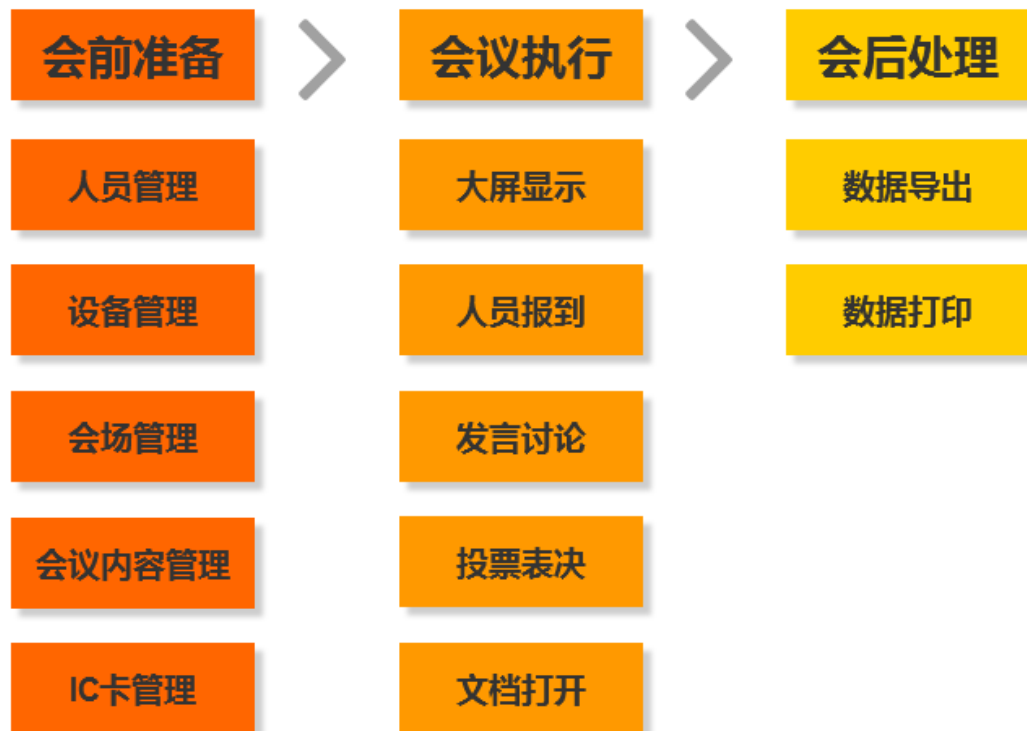 会前准备
会议执行
会后处理
人员管理
大屏显示
数据导出
设备管理
人员报到
数据打印
会场管理
发言讨论
会议内容管理
投票表决
IC卡管理
文档打开